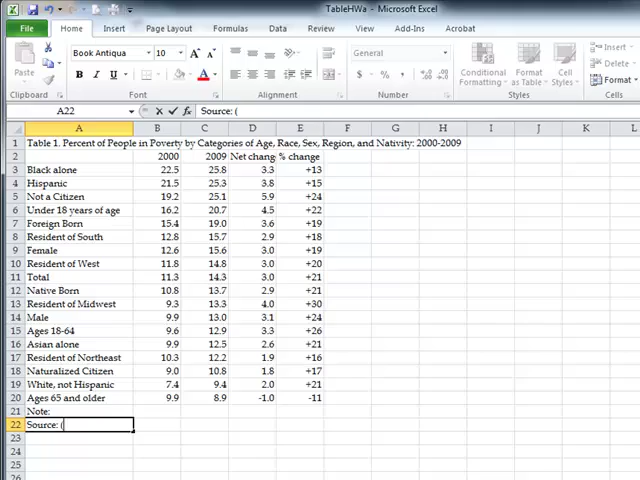 TableHWa - Microsoft Excel
File Home Insert Page Layout Formulas Data Review View Add-Ins Acrobat
Paste Book Antiqua 10 A A General Conditional Formatting Format as Table Cell Styles Insert Delete Format
B I U A $ % ,
Clipboard Font Alignment Number Styles Cells
A22 fx Source: (
A B C D E F G H I J K L
1 Table 1. Percent of People in Poverty by Categories of Age, Race, Sex, Region, and Nativity: 2000-2009
2 2000 2009 Net chang % change
3 Black alone 22.5 25.8 3.3 +13
4 Hispanic 21.5 25.3 3.8 +15
5 Not a Citizen 19.2 25.1 5.9 +24
6 Under 18 years of age 16.2 20.7 4.5 +22
7 Foreign Born 15.4 19.0 3.6 +19
8 Resident of South 12.8 15.7 2.9 +18
9 Female 12.6 15.6 3.0 +19
10 Resident of West 11.8 14.8 3.0 +20
11 Total 11.3 14.3 3.0 +21
12 Native Born 10.8 13.7 2.9 +21
13 Resident of Midwest 9.3 13.3 4.0 +30
14 Male 9.9 13.0 3.1 +24
15 Ages 18-64 9.6 12.9 3.3 +26
16 Asian alone 9.9 12.5 2.6 +21
17 Resident of Northeast 10.3 12.2 1.9 +16
18 Naturalized Citizen 9.0 10.8 1.8 +17
19 White, not Hispanic 7.4 9.4 2.0 +21
20 Ages 65 and older 9.9 8.9 -1.0 -11
21 Note:
22 Source: (
23
24
25
26